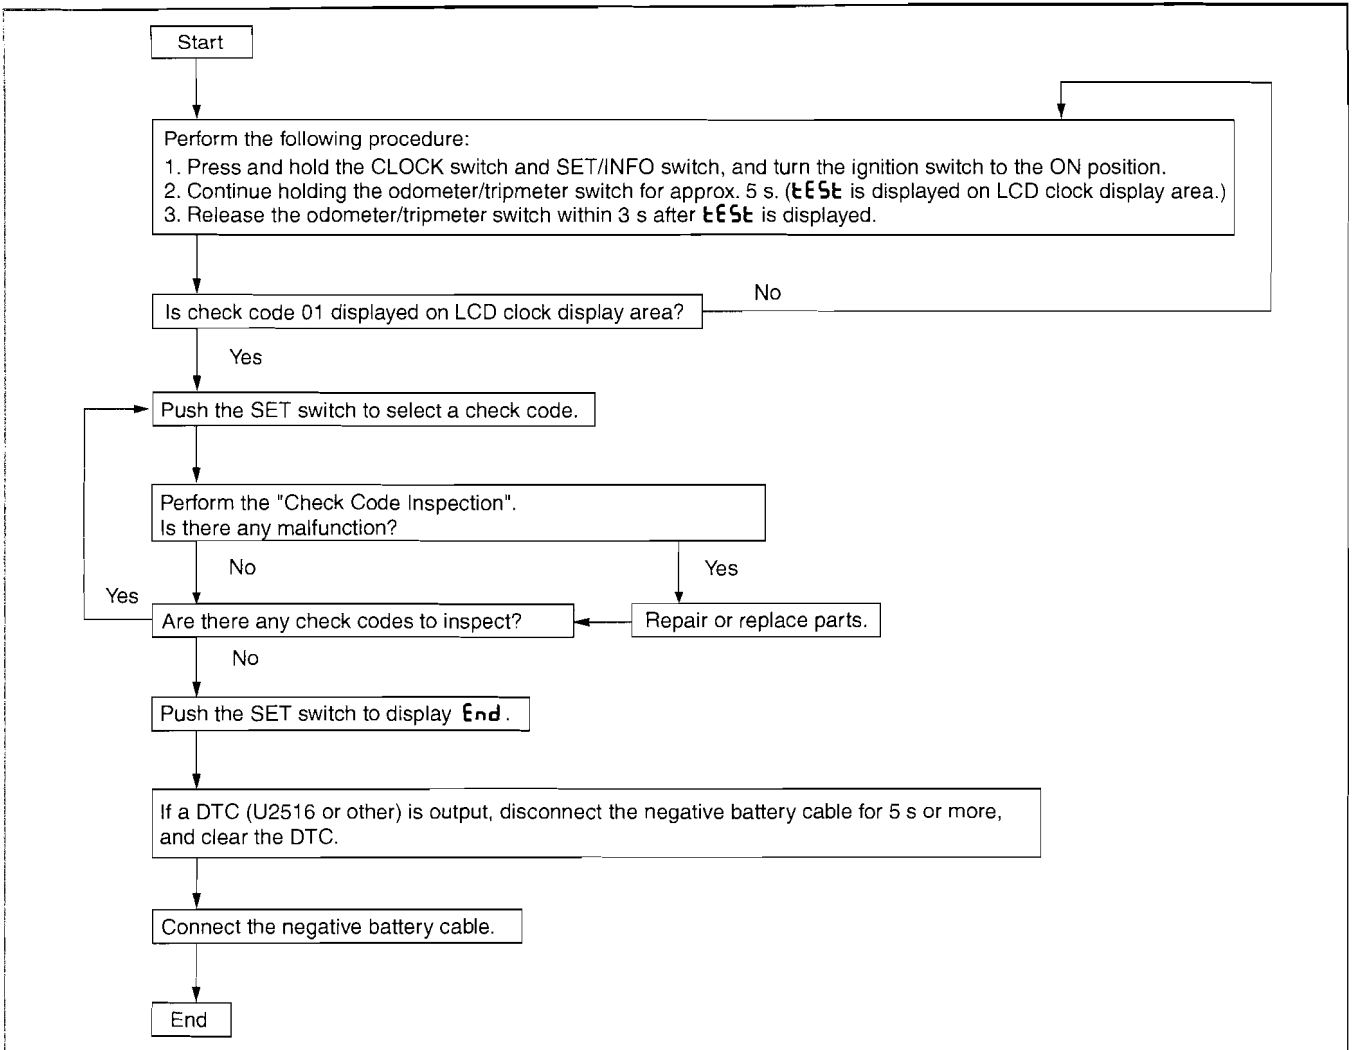 Start
Perform the following procedure:
1. Press and hold the CLOCK switch and SET/INFO switch, and turn the ignition switch to the ON position.
2. Continue holding the odometer/tripmeter switch for approx. 5 s. (tESt is displayed on LCD clock display area.)
3. Release the odometer/tripmeter switch within 3 s after tESt is displayed.
Is check code 01 displayed on LCD clock display area?
No
Yes
Push the SET switch to select a check code.
Perform the "Check Code Inspection".
Is there any malfunction?
No
Yes
Yes
Are there any check codes to inspect?
Repair or replace parts.
No
Push the SET switch to display End.
If a DTC (U2516 or other) is output, disconnect the negative battery cable for 5 s or more,
and clear the DTC.
Connect the negative battery cable.
End